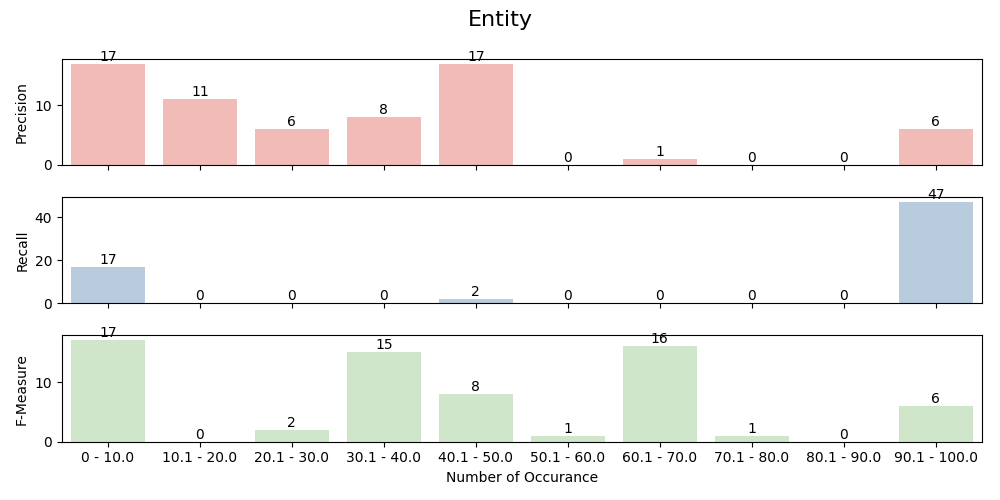 Entity
17 11 6 8 17 0 1 0 0 6
10
0
Precision
17 0 0 0 2 0 0 0 0 47
40
20
0
Recall
17 0 2 15 8 1 16 1 0 6
10
0
F-Measure
0 - 10.0 10.1 - 20.0 20.1 - 30.0 30.1 - 40.0 40.1 - 50.0 50.1 - 60.0 60.1 - 70.0 70.1 - 80.0 80.1 - 90.0 90.1 - 100.0
Number of Occurance